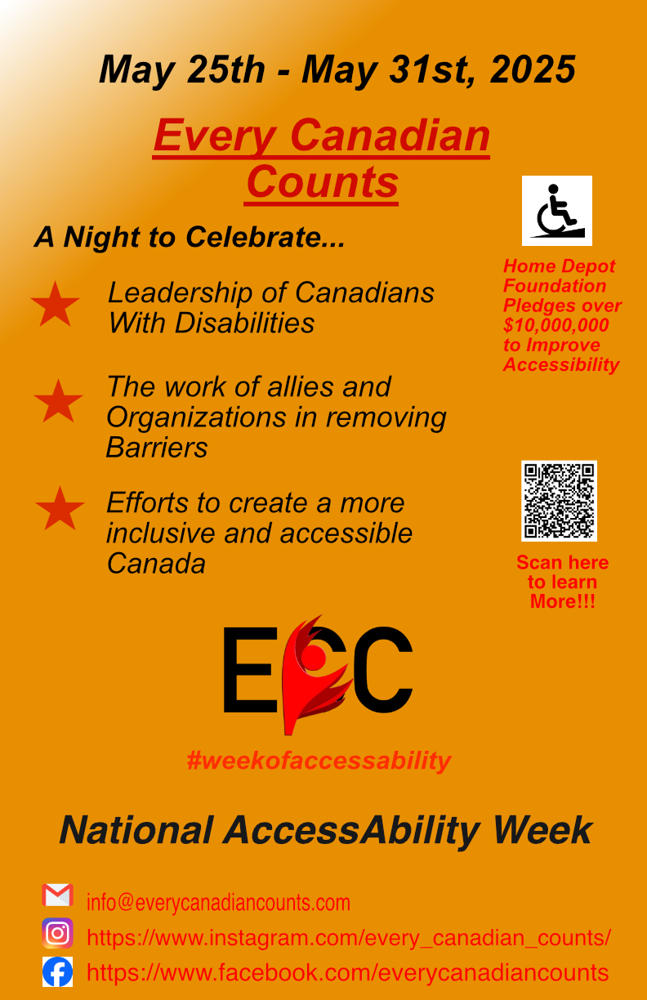 May 25th - May 31st, 2025
Every Canadian
Counts
A Night to Celebrate...
Leadership of Canadians
With Disabilities
The work of allies and
Organizations in removing
Barriers
Efforts to create a more
inclusive and accessible
Canada
Home Depot
Foundation
Pledges over
$10,000,000
to Improve
Accessibility
Scan here
to learn
More!!!
ECC
#weekofaccessability
National AccessAbility Week
info@everycanadiancounts.com
https://www.instagram.com/every_canadian_counts/
https://www.facebook.com/everycanadiancounts